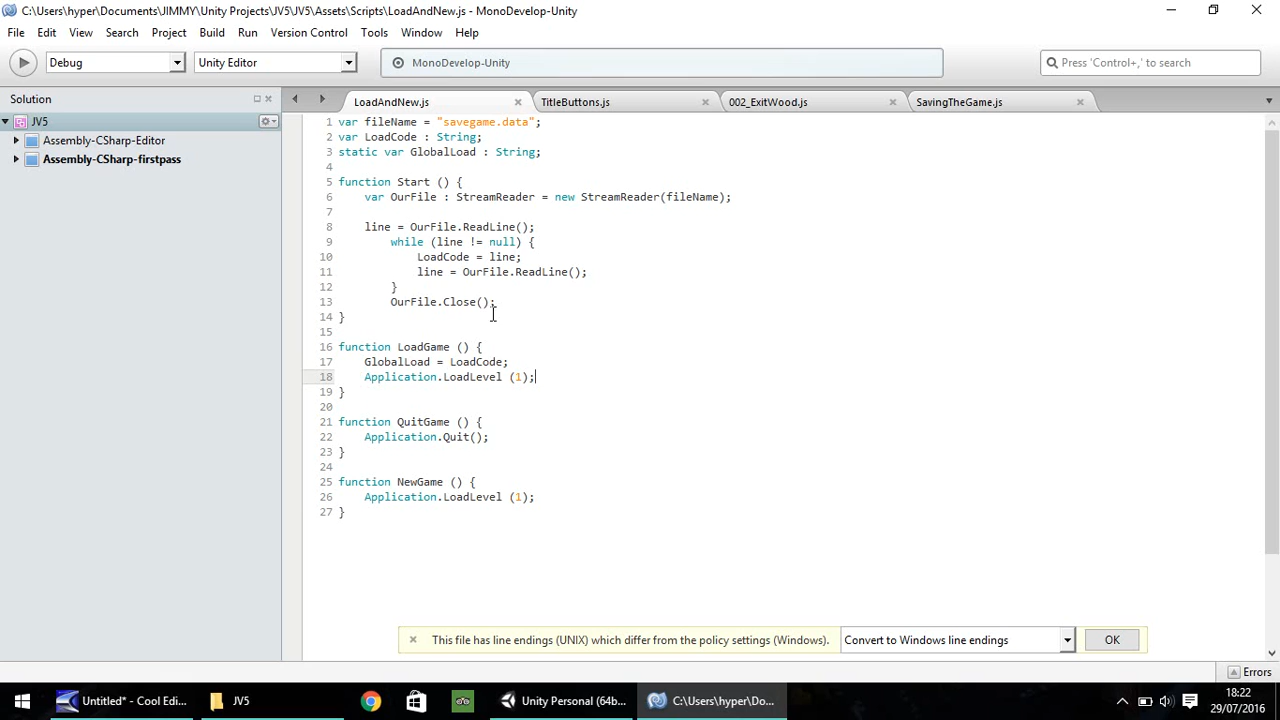 C:\Users\hyper\Documents\JIMMY\Unity Projects\JV5\JV5\Assets\Scripts\LoadAndNew.js - MonoDevelop-Unity
File Edit View Search Project Build Run Version Control Tools Window Help
Debug Unity Editor MonoDevelop-Unity Press 'Control+,' to search
Solution LoadAndNew.js TitleButtons.js 002_ExitWood.js SavingTheGame.js
JV5
Assembly-CSharp-Editor
Assembly-CSharp-firstpass
1 var fileName = "savegame.data";
2 var LoadCode : String;
3 static var GlobalLoad : String;
4
5 function Start () {
6 var OurFile : StreamReader = new StreamReader(fileName);
7
8 line = OurFile.ReadLine();
9 while (line != null) {
10 LoadCode = line;
11 line = OurFile.ReadLine();
12 }
13 OurFile.Close();
14 }
15
16 function LoadGame () {
17 GlobalLoad = LoadCode;
18 Application.LoadLevel (1);
19 }
20
21 function QuitGame () {
22 Application.Quit();
23 }
24
25 function NewGame () {
26 Application.LoadLevel (1);
27 }
This file has line endings (UNIX) which differ from the policy settings (Windows). Convert to Windows line endings OK
Errors
Untitled* - Cool Edi... JV5 Unity Personal (64b... C:\Users\hyper\Do... 18:22
29/07/2016